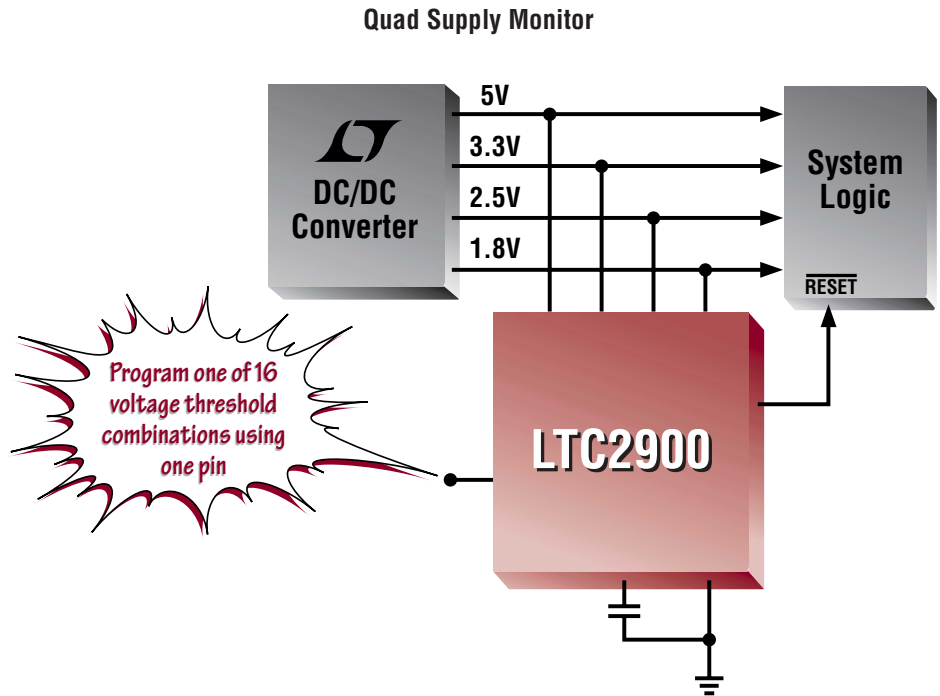 Quad Supply Monitor
DC/DC
Converter
5V
3.3V
2.5V
1.8V
System
Logic
RESET
Program one of 16
voltage threshold
combinations using
one pin
LTC2900